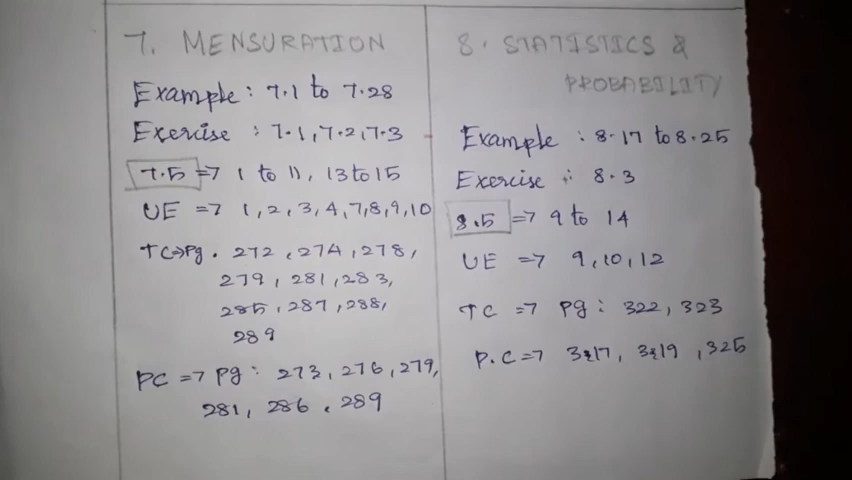 7. MENSURATION
Example: 7.1 to 7.28
Exercise : 7.1, 7.2, 7.3
7.5 => 1 to 11, 13 to 15
UE => 1, 2, 3, 4, 7, 8, 9, 10
TC => Pg. 272, 274, 278,
279, 281, 283,
285, 287, 288,
289
PC => Pg: 273, 276, 279,
281, 286, 289
8. STATISTICS &
PROBABILITY
Example : 8.17 to 8.25
Exercise : 8.3
8.5 => 9 to 14
UE => 9, 10, 12
TC => Pg: 322, 323
P.C => 317, 319, 325